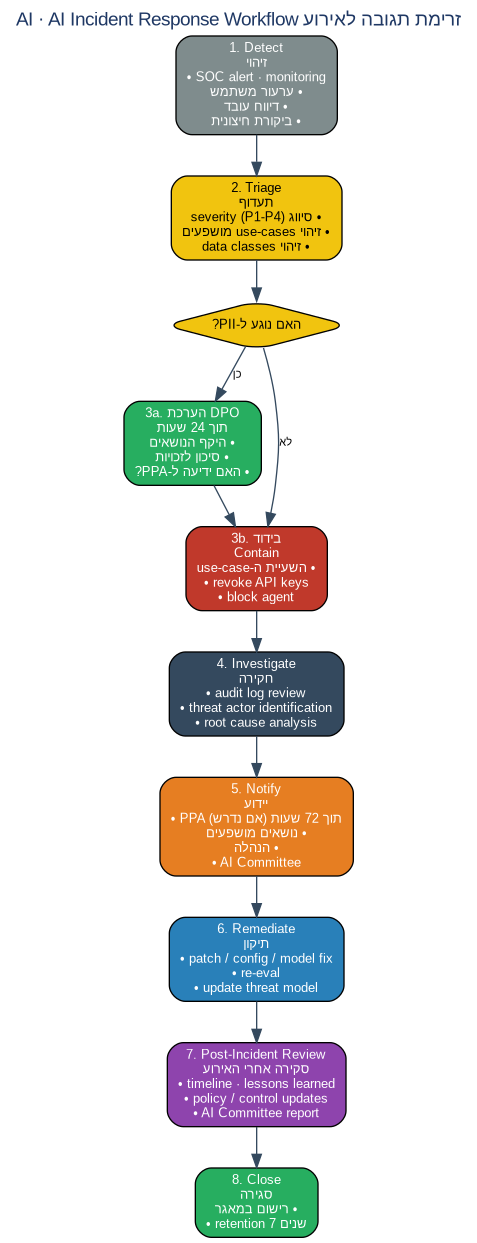 זרימת תגובה לאירוע AI · AI Incident Response Workflow
1. Detect
זיהוי
• SOC alert · monitoring
• ערעור משתמש
• דיווח עובד
• ביקורת חיצונית
2. Triage
תעדוף
• סיווג severity (P1-P4)
• זיהוי use-cases מושפעים
• זיהוי data classes
האם נוגע ל-PII?
כן
לא
3a. הערכת DPO
תוך 24 שעות
• היקף הנושאים
• סיכון לזכויות
• האם ידיעה ל-PPA?
3b. בידוד
Contain
• השעיית ה-use-case
• revoke API keys
• block agent
4. Investigate
חקירה
• audit log review
• threat actor identification
• root cause analysis
5. Notify
יידוע
• PPA (אם נדרש) תוך 72 שעות
• נושאים מושפעים
• הנהלה
• AI Committee
6. Remediate
תיקון
• patch / config / model fix
• re-eval
• update threat model
7. Post-Incident Review
סקירה אחרי האירוע
• timeline · lessons learned
• policy / control updates
• AI Committee report
8. Close
סגירה
• רישום במאגר
• retention 7 שנים